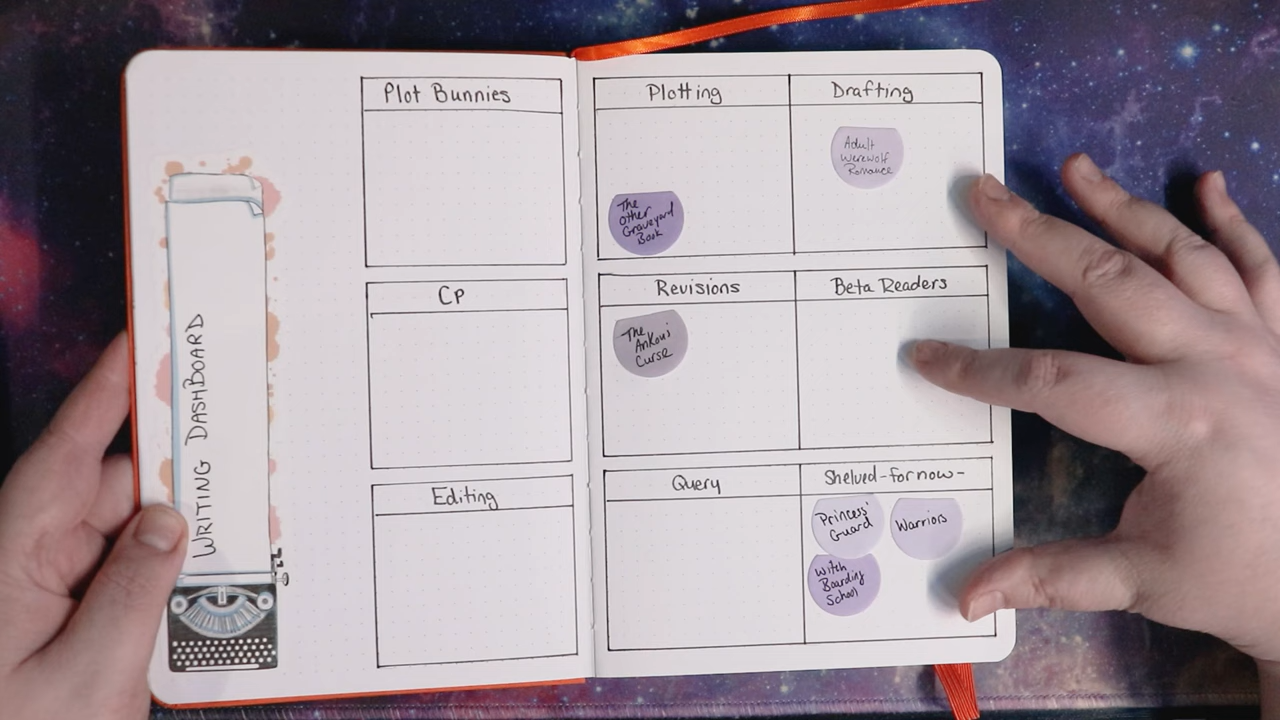 WRITING DASHBOARD
Plot Bunnies
CP
Editing
Plotting
The
Other
Graveyard
Book
Drafting
Adult
Werewolf
Romance
Revisions
The
Ankou's
Curse
Beta Readers
Query
Shelved-for now-
Princess'
Guard
Warriors
Witch
Boarding
School